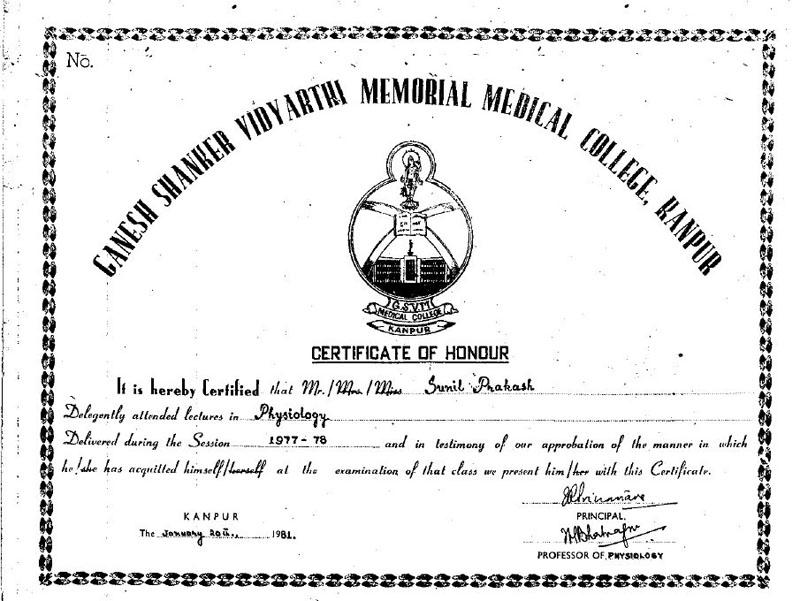 No.
GANESH SHANKER VIDYARTHI MEMORIAL MEDICAL COLLEGE, KANPUR
G.S.V.M
MEDICAL COLLEGE
KANPUR
CERTIFICATE OF HONOUR
It is hereby Certified that Mr./Mrs./Miss Sunil Prakash
Delegently attended lectures in Physiology
Delivered during the Session 1977-78 and in testimony of our approbation of the manner in which
he/she has acquitted himself/herself at the examination of that class we present him/her with this Certificate.
PRINCIPAL.
KANPUR
The January 20th, 1981.
PROFESSOR OF PHYSIOLOGY